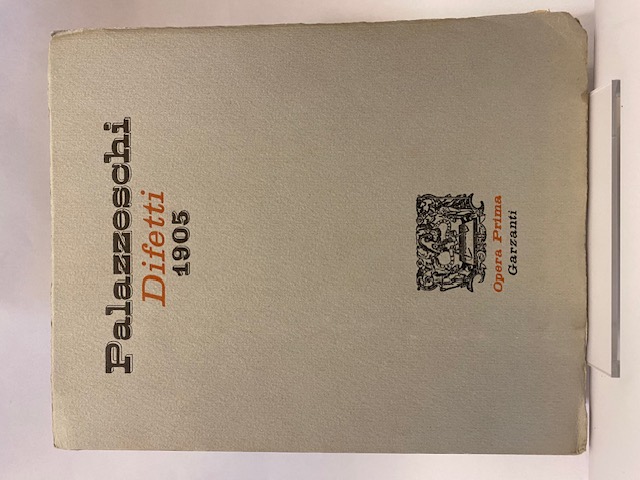 Palazzeschi
Difetti
1905
Opera Prima
Garzanti